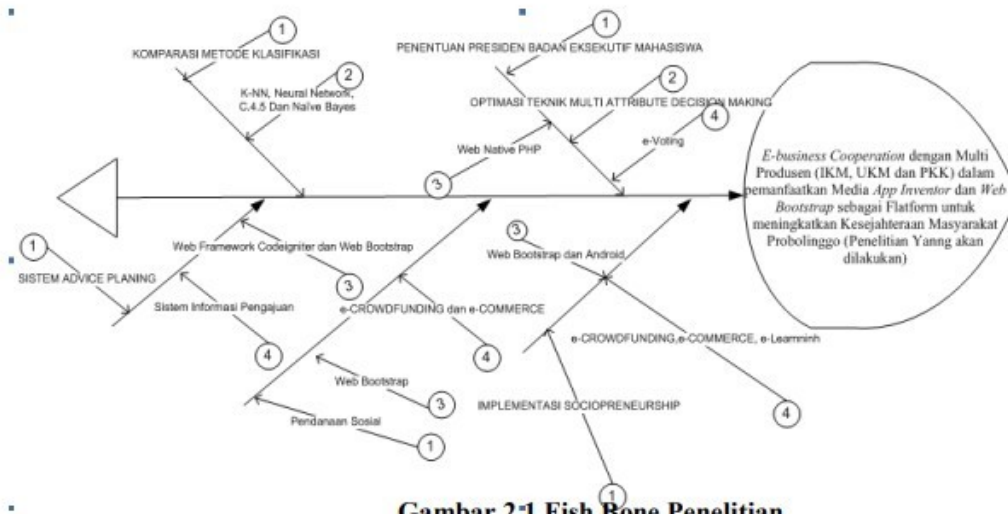 1
KOMPARASI METODE KLASIFIKASI
2
K-NN, Neural Network,
C,4.5 Dan Naïve Bayes
1
PENENTUAN PRESIDEN BADAN EKSEKUTIF MAHASISWA
2
OPTIMASI TEKNIK MULTI ATTRIBUTE DECISION MAKING
4
e-Voting
Web Native PHP
3
E-business Cooperation dengan Multi
Produsen (IKM, UKM dan PKK) dalam
pemanfaatkan Media App Inventor dan Web
Bootstrap sebagai Flatform untuk
meningkatkan Kesejahteraan Masyarakat
Probolinggo (Penelitian Yanng akan
dilakukan)
1
SISTEM ADVICE PLANING
Web Framework Codeigniter dan Web Bootstrap
3
Sistem Informasi Pengajuan
4
e-CROWDFUNDING dan e-COMMERCE
4
Web Bootstrap
3
Pendanaan Sosial
1
3
Web Bootstrap dan Android
e-CROWDFUNDING,e-COMMERCE, e-Learninh
4
IMPLEMENTASI SOCIOPRENEURSHIP
1
Gambar 2.1 Fish Bone Penelitian